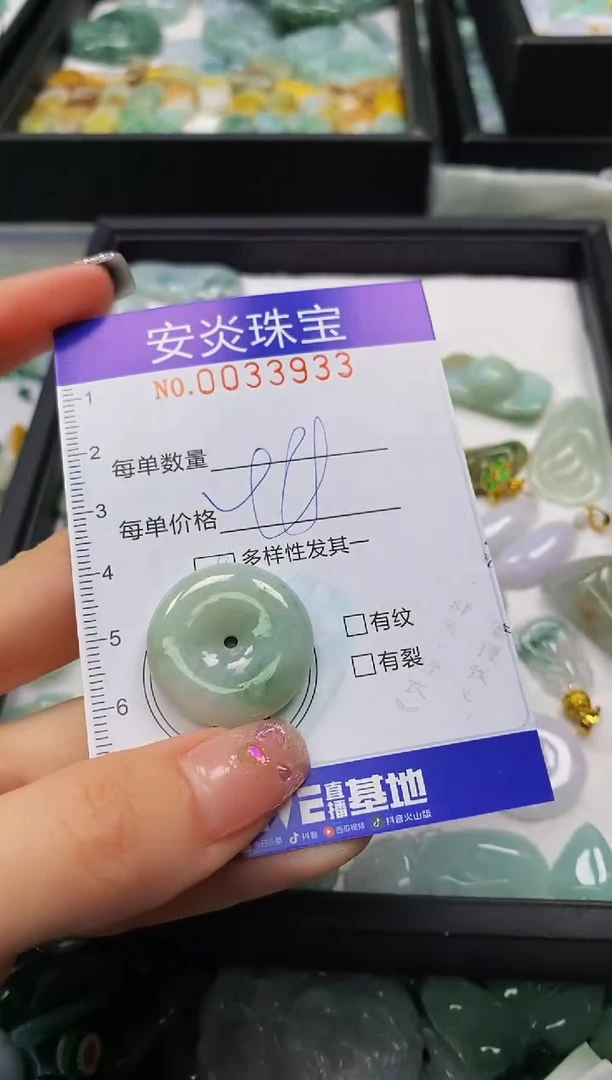 安炎珠宝
NO.0033933
1
2
每单数量
3
每单价格
4
多样性发其一
5
有纹
有裂
6
VE直播基地
抖音 西瓜视频 抖音火山版